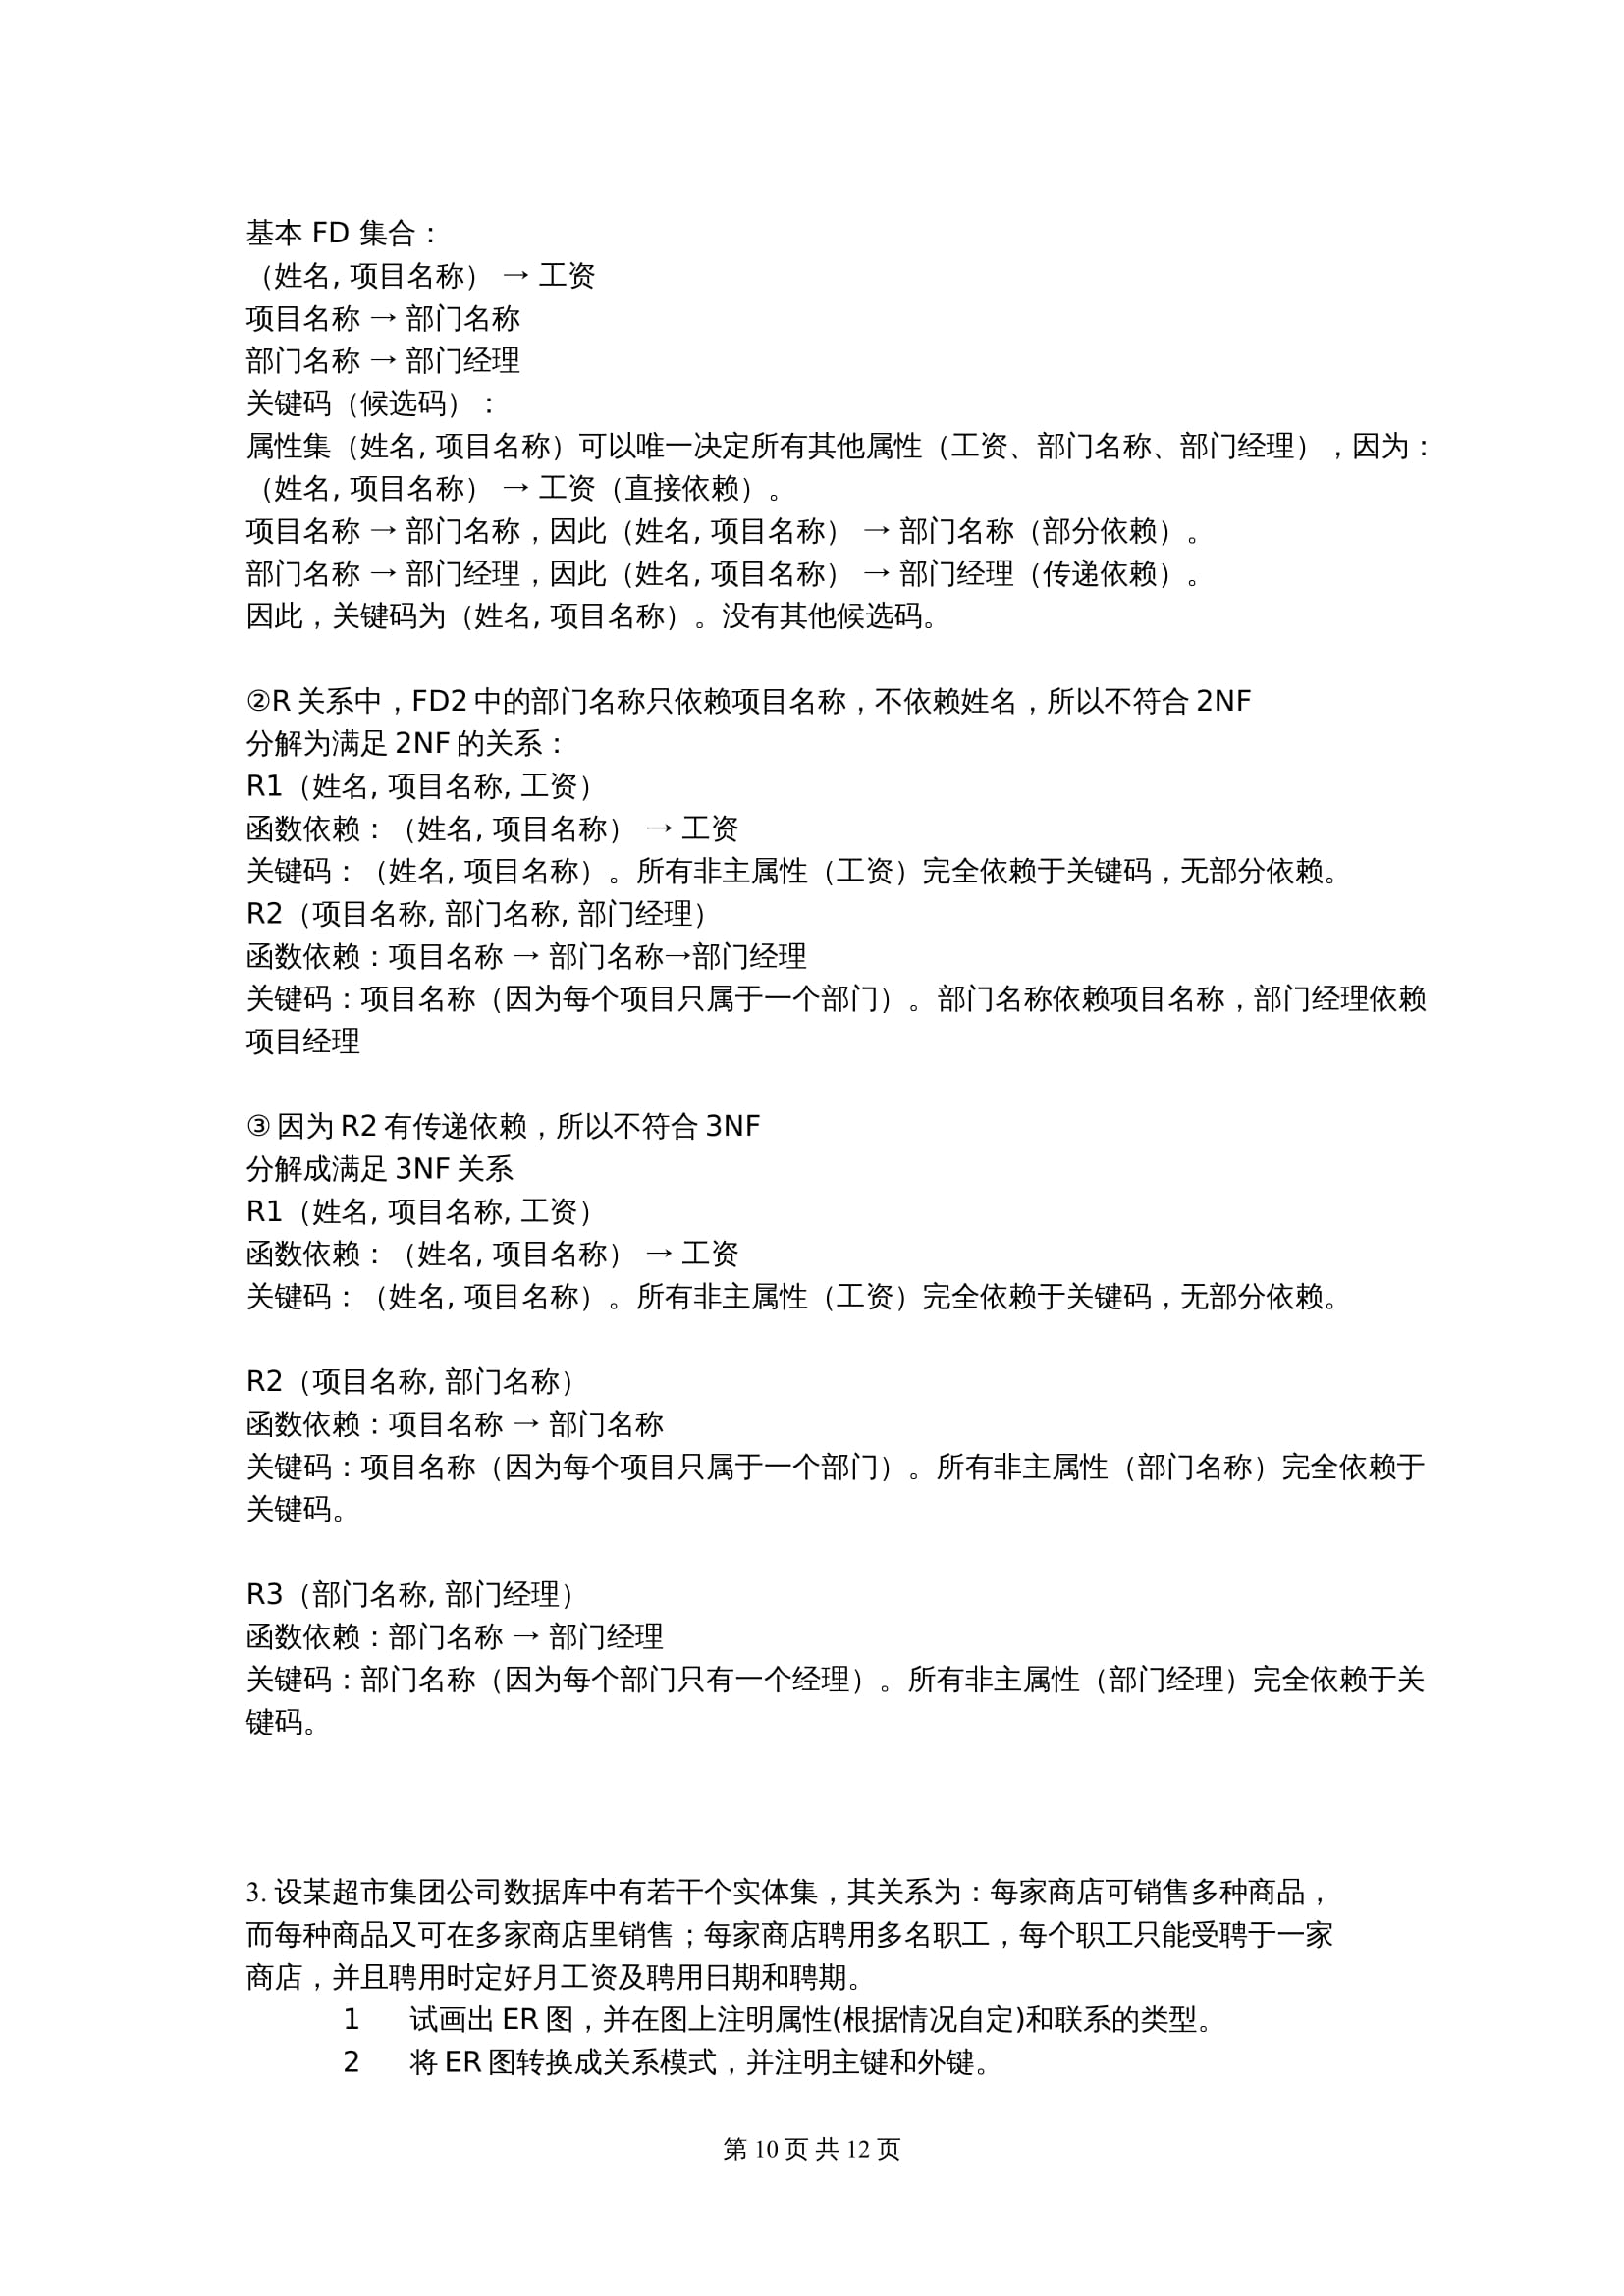 基本 FD 集合：
（姓名, 项目名称） → 工资
项目名称 → 部门名称
部门名称 → 部门经理
关键码（候选码）：
属性集（姓名, 项目名称）可以唯一决定所有其他属性（工资、部门名称、部门经理），因为：
（姓名, 项目名称） → 工资（直接依赖）。
项目名称 → 部门名称，因此（姓名, 项目名称） → 部门名称（部分依赖）。
部门名称 → 部门经理，因此（姓名, 项目名称） → 部门经理（传递依赖）。
因此，关键码为（姓名, 项目名称）。没有其他候选码。
②R 关系中，FD2 中的部门名称只依赖项目名称，不依赖姓名，所以不符合 2NF
分解为满足 2NF 的关系：
R1（姓名, 项目名称, 工资）
函数依赖：（姓名, 项目名称） → 工资
关键码：（姓名, 项目名称）。所有非主属性（工资）完全依赖于关键码，无部分依赖。
R2（项目名称, 部门名称, 部门经理）
函数依赖：项目名称 → 部门名称→部门经理
关键码：项目名称（因为每个项目只属于一个部门）。部门名称依赖项目名称，部门经理依赖
项目经理
③ 因为 R2 有传递依赖，所以不符合 3NF
分解成满足 3NF 关系
R1（姓名, 项目名称, 工资）
函数依赖：（姓名, 项目名称） → 工资
关键码：（姓名, 项目名称）。所有非主属性（工资）完全依赖于关键码，无部分依赖。
R2（项目名称, 部门名称）
函数依赖：项目名称 → 部门名称
关键码：项目名称（因为每个项目只属于一个部门）。所有非主属性（部门名称）完全依赖于
关键码。
R3（部门名称, 部门经理）
函数依赖：部门名称 → 部门经理
关键码：部门名称（因为每个部门只有一个经理）。所有非主属性（部门经理）完全依赖于关
键码。
3. 设某超市集团公司数据库中有若干个实体集，其关系为：每家商店可销售多种商品，
而每种商品又可在多家商店里销售；每家商店聘用多名职工，每个职工只能受聘于一家
商店，并且聘用时定好月工资及聘用日期和聘期。
1 试画出 ER 图，并在图上注明属性(根据情况自定)和联系的类型。
2 将 ER 图转换成关系模式，并注明主键和外键。
第 10 页 共 12 页